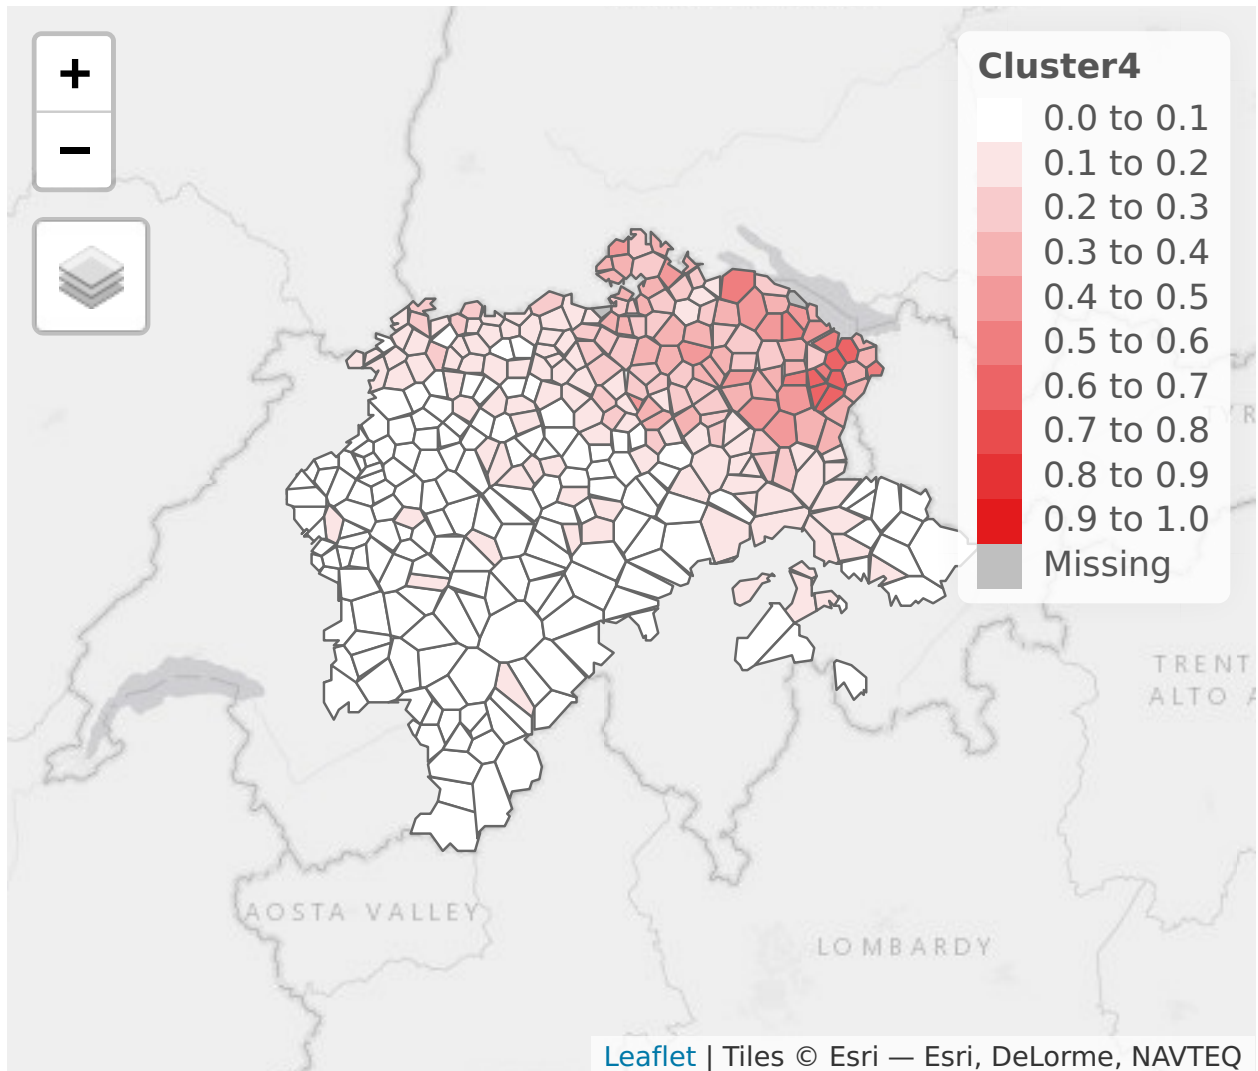 +
−
Cluster4
0.0 to 0.1
0.1 to 0.2
0.2 to 0.3
0.3 to 0.4
0.4 to 0.5
0.5 to 0.6
0.6 to 0.7
0.7 to 0.8
0.8 to 0.9
0.9 to 1.0
Missing
TYR
TRENT
ALTO A
AOSTA VALLEY
LOMBARDY
Leaflet | Tiles © Esri — Esri, DeLorme, NAVTEQ